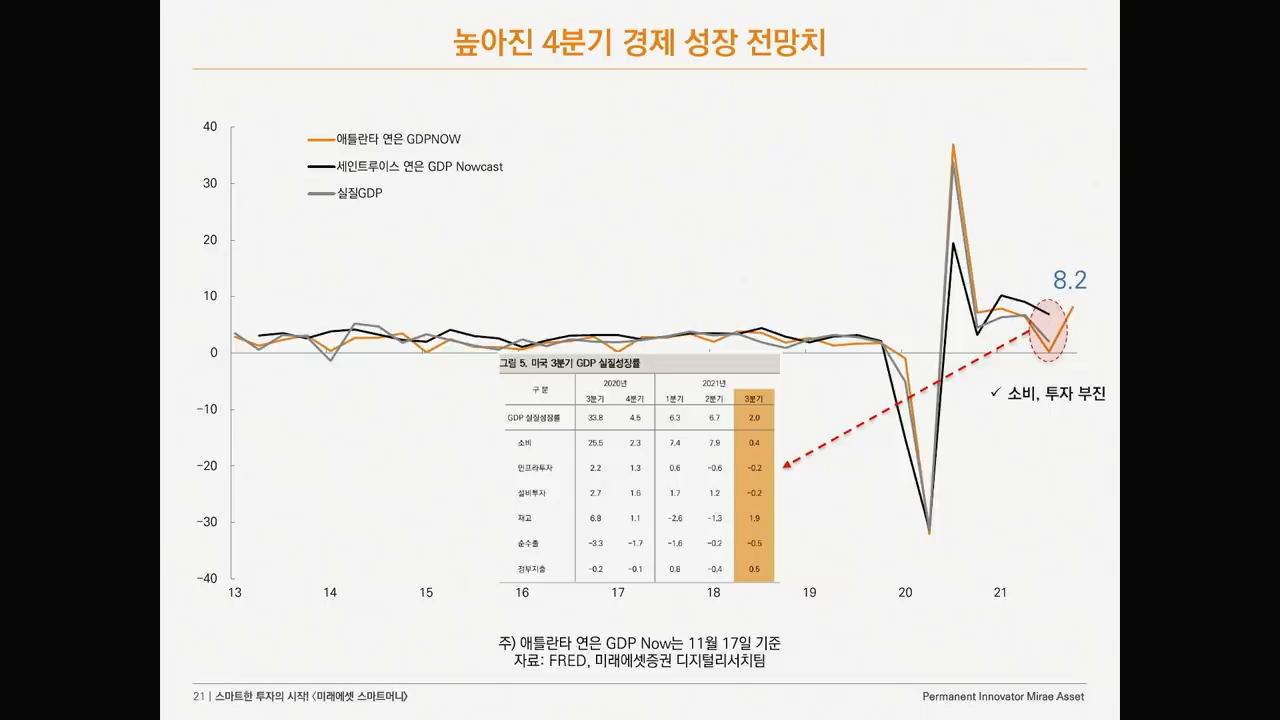 높아진 4분기 경제 성장 전망치
애틀란타 연은 GDPNOW
세인트루이스 연은 GDP Nowcast
실질GDP
40
30
20
10
0
-10
-20
-30
-40
13 14 15 16 17 18 19 20 21
8.2
✓ 소비, 투자 부진
그림 5. 미국 3분기 GDP 실질성장률
구 분 2020년 2021년
3분기 4분기 1분기 2분기 3분기
GDP 실질성장률 33.8 4.5 6.3 6.7 2.0
소비 25.5 2.3 7.4 7.9 0.4
인프라투자 2.2 1.3 0.6 -0.6 -0.2
설비투자 2.7 1.6 1.7 1.2 -0.2
재고 6.8 1.1 -2.6 -1.3 1.9
순수출 -3.3 -1.7 -1.6 -0.2 -0.5
정부지출 -0.2 -0.1 0.8 -0.4 0.5
주) 애틀란타 연은 GDP Now는 11월 17일 기준
자료: FRED, 미래에셋증권 디지털리서치팀
21 | 스마트한 투자의 시작! <미래에셋 스마트머니>
Permanent Innovator Mirae Asset